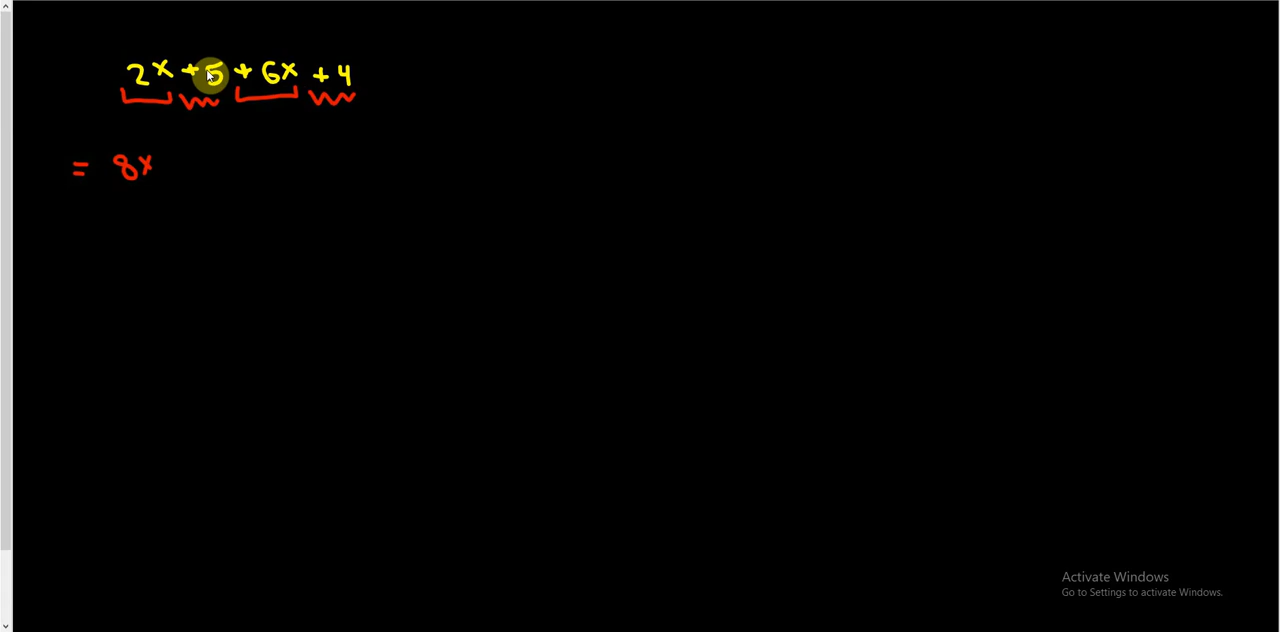 2x + 5 + 6x + 4
= 8x
Activate Windows
Go to Settings to activate Windows.